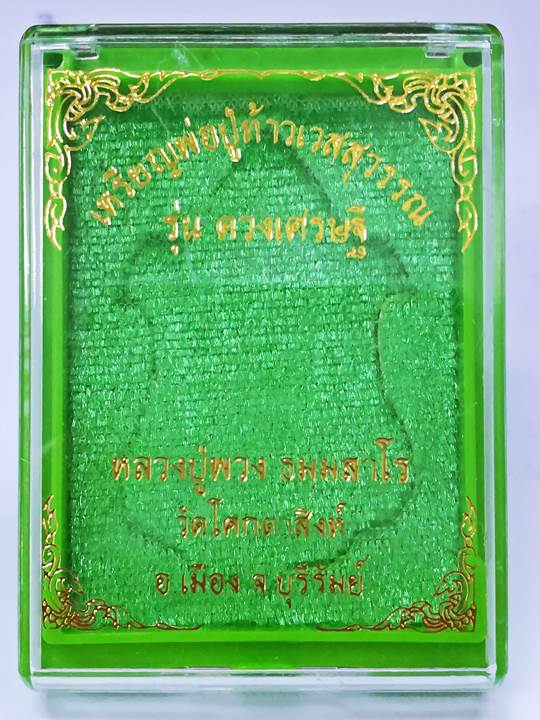 เหรียญพ่อปู่ท้าวเวสสุวรรณ
รุ่น ดวงเศรษฐี
หลวงปู่พวง ธมมสาโร
วัดโคกตาสิงห์
อ.เมือง จ.บุรีรัมย์